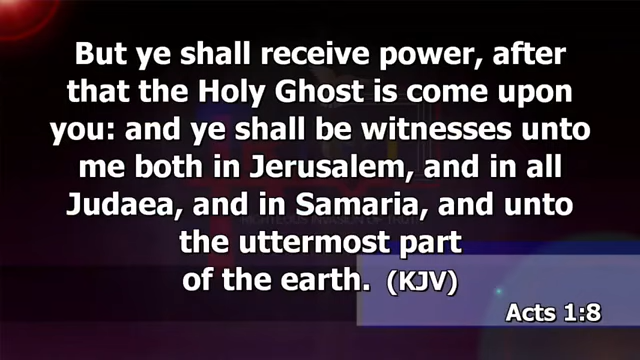 But ye shall receive power, after
that the Holy Ghost is come upon
you: and ye shall be witnesses unto
me both in Jerusalem, and in all
Judaea, and in Samaria, and unto
the uttermost part
of the earth. (KJV)
Acts 1:8